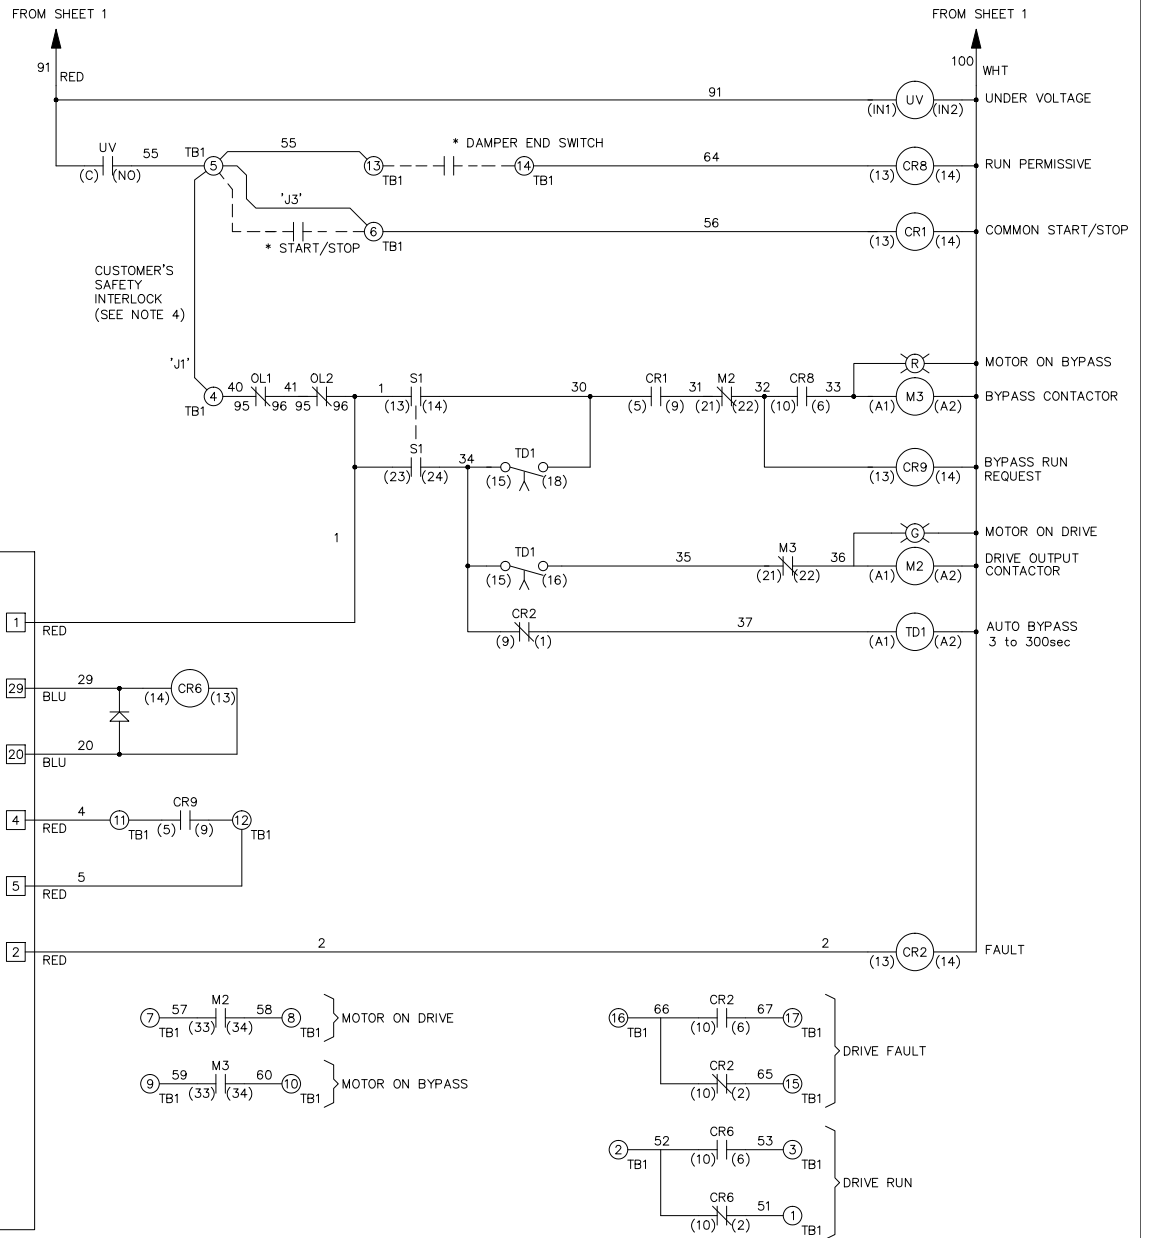 FROM SHEET 1
FROM SHEET 1
91
RED
100
WHT
91
(IN1)
UV
(IN2)
UNDER VOLTAGE
UV
(C)
(NO)
55
TB1
5
55
13
TB1
* DAMPER END SWITCH
14
TB1
64
(13)
CR8
(14)
RUN PERMISSIVE
'J3'
* START/STOP
6
TB1
56
(13)
CR1
(14)
COMMON START/STOP
CUSTOMER'S
SAFETY
INTERLOCK
(SEE NOTE 4)
'J1'
R
MOTOR ON BYPASS
4
TB1
40
OL1
95
96
41
OL2
95
96
1
S1
(13)
(14)
30
CR1
(5)
(9)
31
M2
(21)
(22)
32
CR8
(10)
(6)
33
(A1)
M3
(A2)
BYPASS CONTACTOR
S1
(23)
(24)
34
TD1
(15)
(18)
(13)
CR9
(14)
BYPASS RUN
REQUEST
1
G
MOTOR ON DRIVE
TD1
(15)
(16)
35
M3
(21)
(22)
36
(A1)
M2
(A2)
DRIVE OUTPUT
CONTACTOR
1
RED
CR2
(9)
(1)
37
(A1)
TD1
(A2)
AUTO BYPASS
3 to 300sec
29
BLU
29
(14)
CR6
(13)
20
BLU
20
4
RED
4
11
TB1
CR9
(5)
(9)
12
TB1
5
RED
5
2
RED
2
2
(13)
CR2
(14)
FAULT
7
TB1
57
M2
(33)
(34)
58
8
TB1
MOTOR ON DRIVE
9
TB1
59
M3
(33)
(34)
60
10
TB1
MOTOR ON BYPASS
16
TB1
66
CR2
(10)
(6)
67
17
TB1
CR2
(10)
(2)
65
15
TB1
DRIVE FAULT
2
TB1
52
CR6
(10)
(6)
53
3
TB1
CR6
(10)
(2)
51
1
TB1
DRIVE RUN